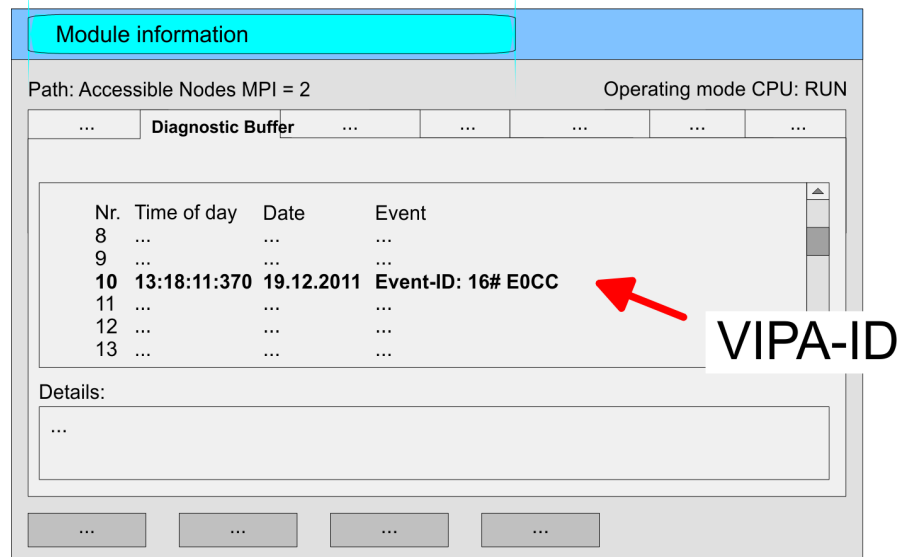 Module information
Path: Accessible Nodes MPI = 2 Operating mode CPU: RUN
... Diagnostic Buffer ... ... ... ... ...
Nr. Time of day Date Event
8 ... ... ...
9 ... ... ...
10 13:18:11:370 19.12.2011 Event-ID: 16# E0CC
11 ... ... ...
12 ... ... ...
13 ... ... ...
VIPA-ID
Details:
...
... ... ... ...